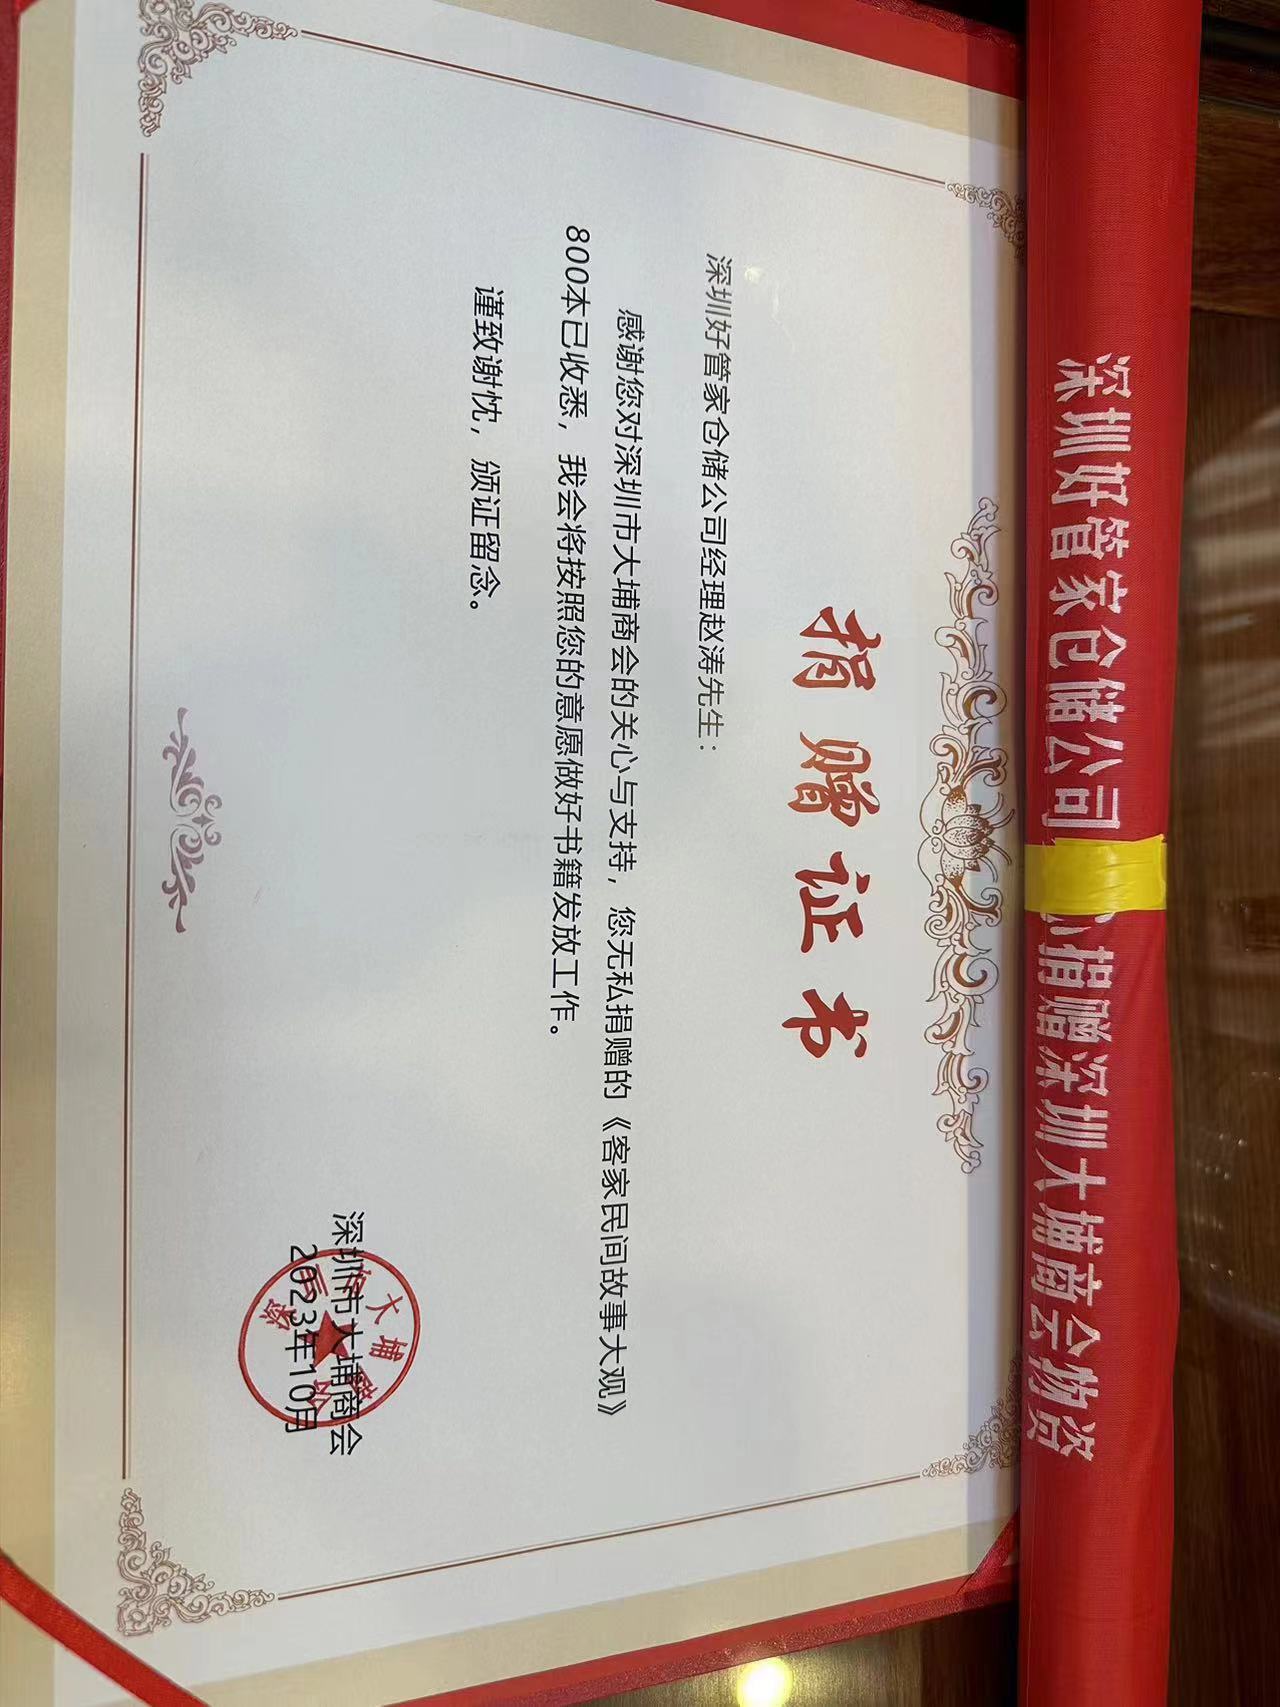 深圳好管家仓储公司
捐赠深圳大埔商会物资
捐赠证书
深圳好管家仓储公司经理赵涛先生：
感谢您对深圳市大埔商会的关心与支持，您无私捐赠的《客家民间故事大观》
800本已收悉，我会将按照您的意愿做好书籍发放工作。
谨致谢忱，颁证留念。
深圳市大埔商会
2023年10月